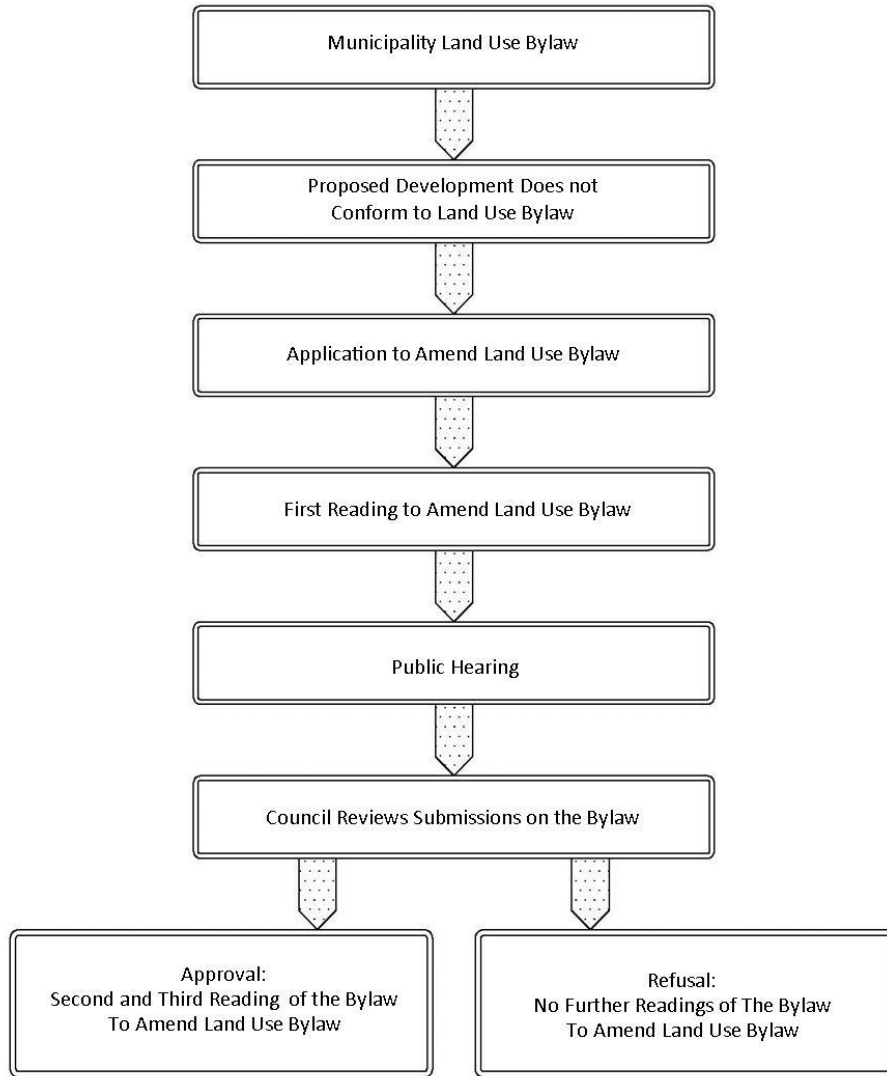 Municipality Land Use Bylaw
Proposed Development Does not
Conform to Land Use Bylaw
Application to Amend Land Use Bylaw
First Reading to Amend Land Use Bylaw
Public Hearing
Council Reviews Submissions on the Bylaw
Approval:
Second and Third Reading of the Bylaw
To Amend Land Use Bylaw
Refusal:
No Further Readings of The Bylaw
To Amend Land Use Bylaw